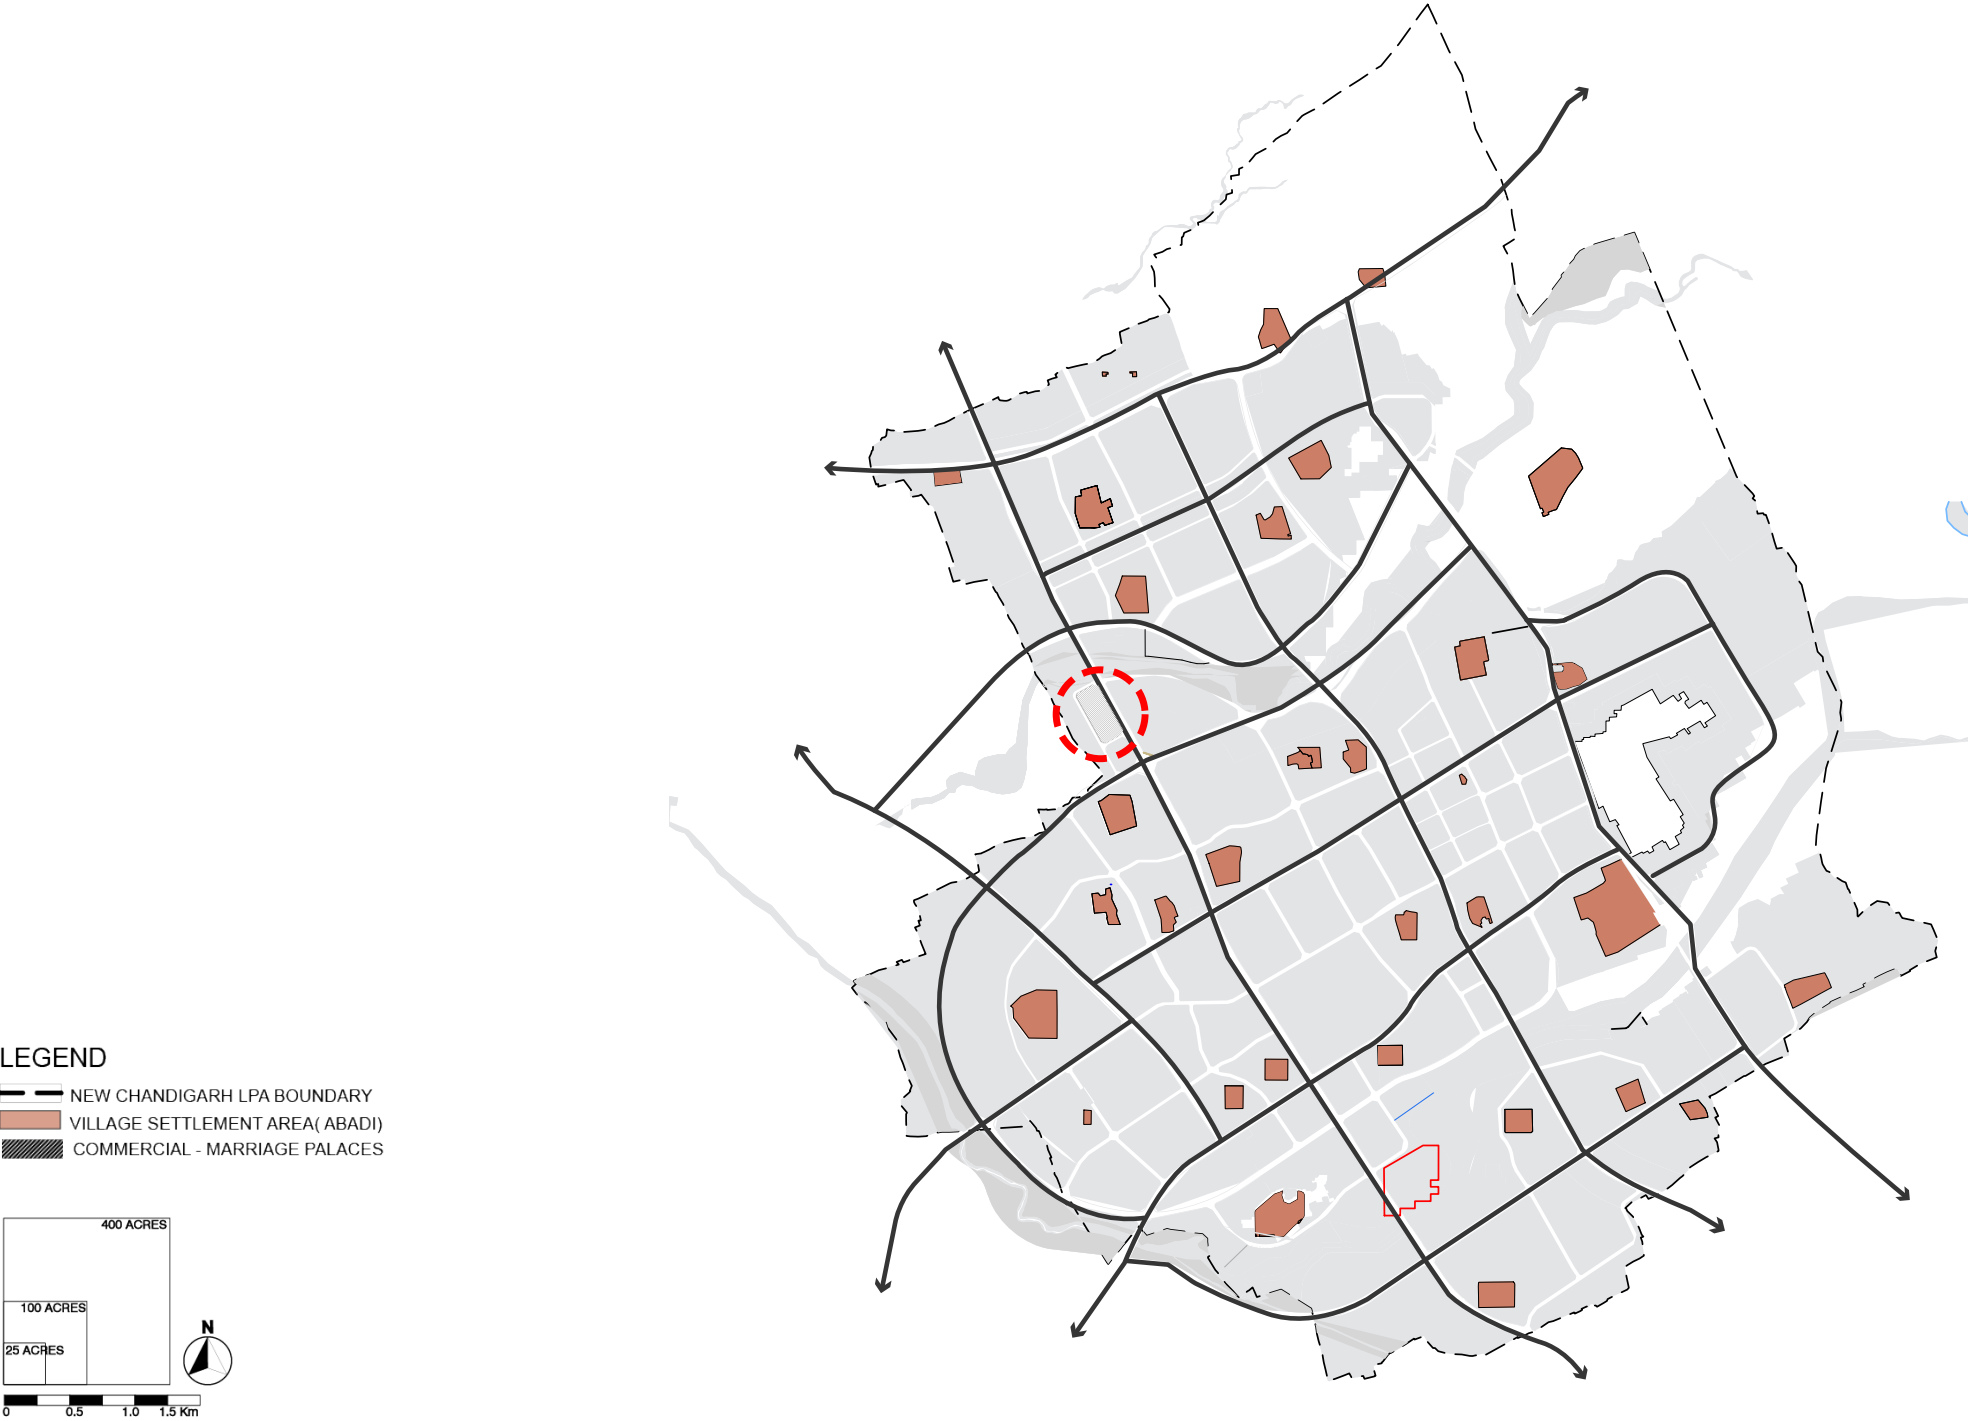 LEGEND
NEW CHANDIGARH LPA BOUNDARY
VILLAGE SETTLEMENT AREA( ABADI)
COMMERCIAL - MARRIAGE PALACES
400 ACRES
100 ACRES
25 ACRES
N
0 0.5 1.0 1.5 Km